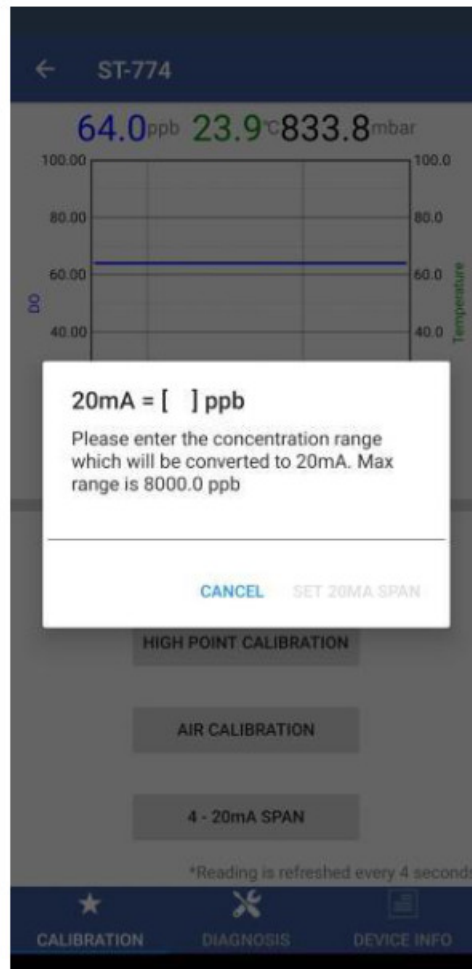 ← ST-774
64.0ppb 23.9℃833.8mbar
100.00 100.0
80.00 80.0
60.00 60.0
DO
Temperature
40.00 40.0
20mA = [ ] ppb
Please enter the concentration range
which will be converted to 20mA. Max
range is 8000.0 ppb
CANCEL SET 20MA SPAN
HIGH POINT CALIBRATION
AIR CALIBRATION
4 - 20mA SPAN
*Reading is refreshed every 4 seconds
CALIBRATION DIAGNOSIS DEVICE INFO